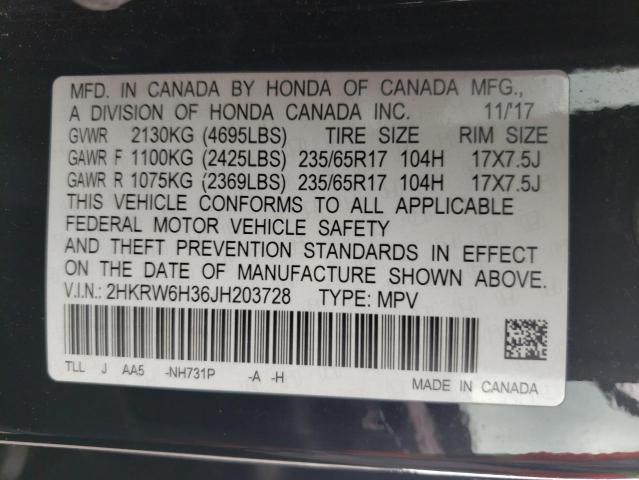 MFD. IN CANADA BY HONDA OF CANADA MFG.,
A DIVISION OF HONDA CANADA INC. 11/'17
GVWR 2130KG (4695LBS) TIRE SIZE RIM SIZE
GAWR F 1100KG (2425LBS) 235/65R17 104H 17X7.5J
GAWR R 1075KG (2369LBS) 235/65R17 104H 17X7.5J
THIS VEHICLE CONFORMS TO ALL APPLICABLE
FEDERAL MOTOR VEHICLE SAFETY
AND THEFT PREVENTION STANDARDS IN EFFECT
ON THE DATE OF MANUFACTURE SHOWN ABOVE.
V.I.N.: 2HKRW6H36JH203728 TYPE: MPV
TLL J AA5 -NH731P -A -H
MADE IN CANADA